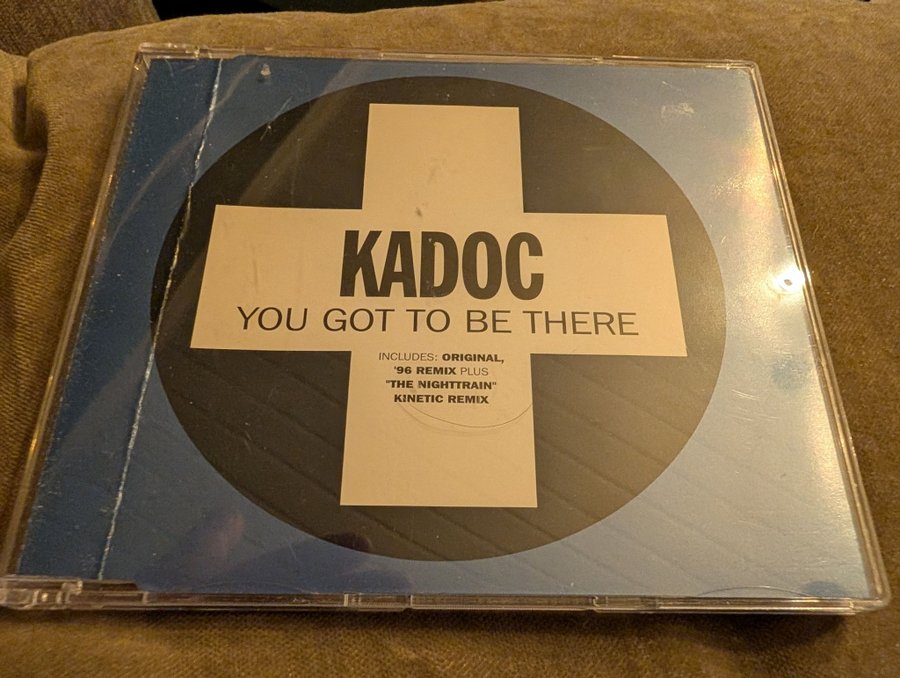 KADOC
YOU GOT TO BE THERE
INCLUDES: ORIGINAL,
'96 REMIX PLUS
"THE NIGHTTRAIN"
KINETIC REMIX